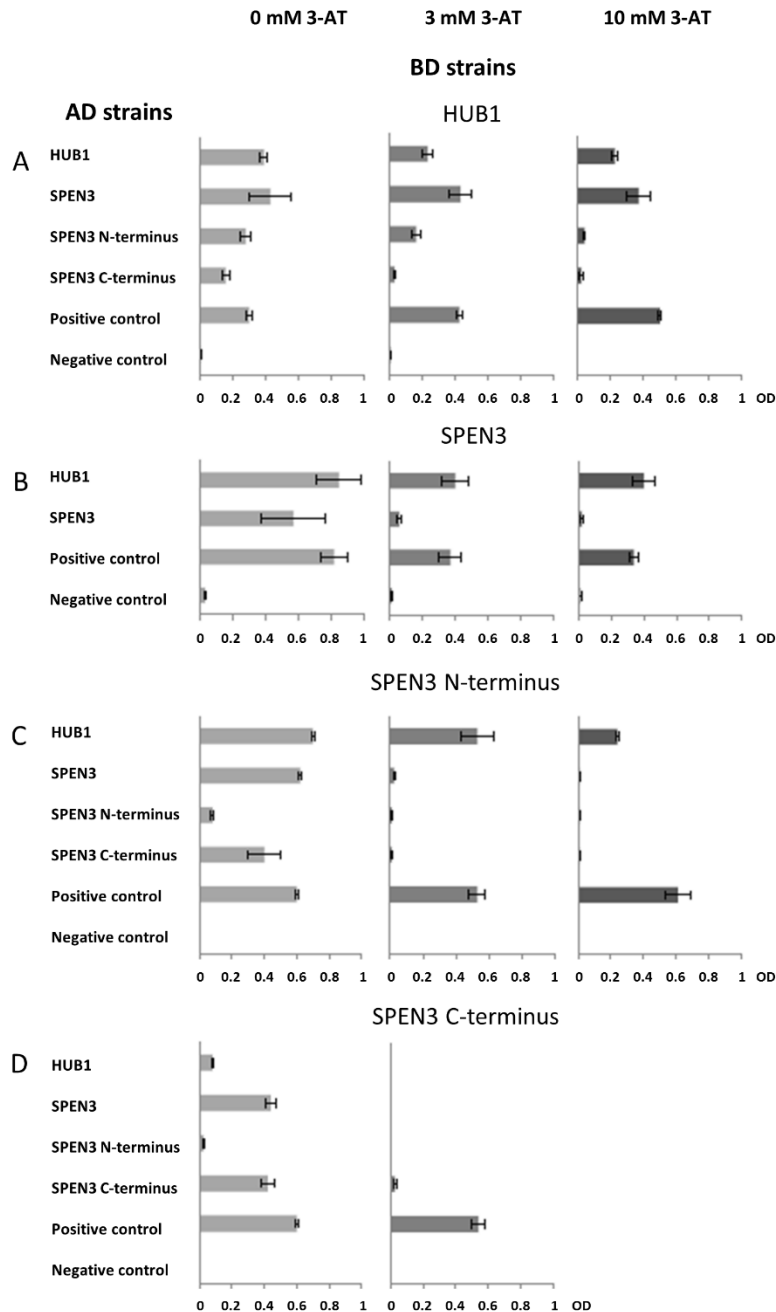 0 mM 3-AT 3 mM 3-AT 10 mM 3-AT
BD strains
AD strains
HUB1
A
HUB1
SPEN3
SPEN3 N-terminus
SPEN3 C-terminus
Positive control
Negative control
0 0.2 0.4 0.6 0.8 1 0 0.2 0.4 0.6 0.8 1 0 0.2 0.4 0.6 0.8 1 OD
SPEN3
B
HUB1
SPEN3
Positive control
Negative control
0 0.2 0.4 0.6 0.8 1 0 0.2 0.4 0.6 0.8 1 0 0.2 0.4 0.6 0.8 1 OD
SPEN3 N-terminus
C
HUB1
SPEN3
SPEN3 N-terminus
SPEN3 C-terminus
Positive control
Negative control
0 0.2 0.4 0.6 0.8 1 0 0.2 0.4 0.6 0.8 1 0 0.2 0.4 0.6 0.8 1 OD
SPEN3 C-terminus
D
HUB1
SPEN3
SPEN3 N-terminus
SPEN3 C-terminus
Positive control
Negative control
0 0.2 0.4 0.6 0.8 1 0 0.2 0.4 0.6 0.8 1 OD